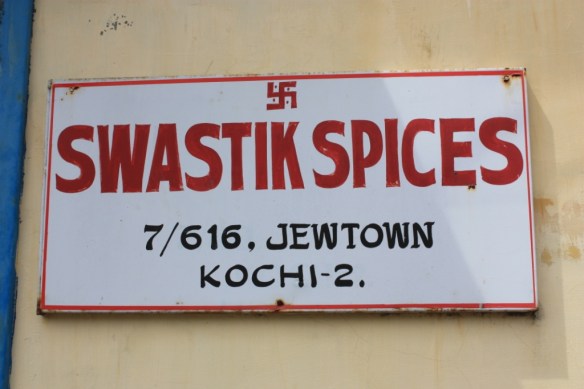 SWASTIK SPICES
7/616, JEWTOWN
KOCHI-2.